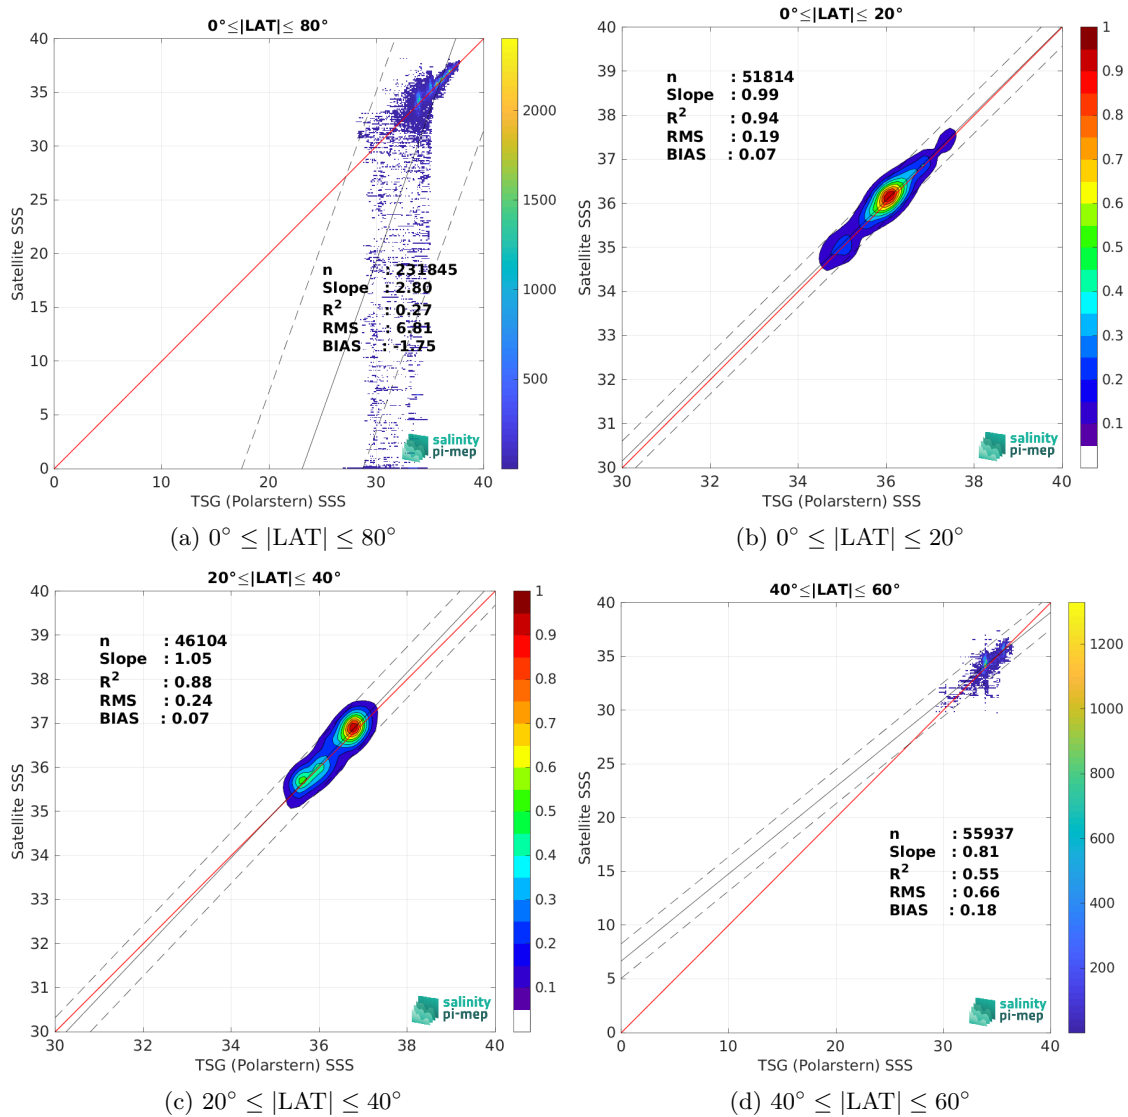 0°≤|LAT|≤ 80°
40
35
30
25
20
15
10
5
0
0
10
20
30
40
Satellite SSS
TSG (Polarstern) SSS
n : 231845
Slope : 2.80
R² : 0.27
RMS : 6.81
BIAS : -1.75
salinity
pi-mep
2000
1500
1000
500
(a) 0° ≤ |LAT| ≤ 80°
0°≤|LAT|≤ 20°
40
39
38
37
36
35
34
33
32
31
30
30
32
34
36
38
40
Satellite SSS
TSG (Polarstern) SSS
n : 51814
Slope : 0.99
R² : 0.94
RMS : 0.19
BIAS : 0.07
salinity
pi-mep
1
0.9
0.8
0.7
0.6
0.5
0.4
0.3
0.2
0.1
(b) 0° ≤ |LAT| ≤ 20°
20°≤|LAT|≤ 40°
40
39
38
37
36
35
34
33
32
31
30
30
32
34
36
38
40
Satellite SSS
TSG (Polarstern) SSS
n : 46104
Slope : 1.05
R² : 0.88
RMS : 0.24
BIAS : 0.07
salinity
pi-mep
1
0.9
0.8
0.7
0.6
0.5
0.4
0.3
0.2
0.1
(c) 20° ≤ |LAT| ≤ 40°
40°≤|LAT|≤ 60°
40
35
30
25
20
15
10
5
0
0
10
20
30
40
Satellite SSS
TSG (Polarstern) SSS
n : 55937
Slope : 0.81
R² : 0.55
RMS : 0.66
BIAS : 0.18
salinity
pi-mep
1200
1000
800
600
400
200
(d) 40° ≤ |LAT| ≤ 60°